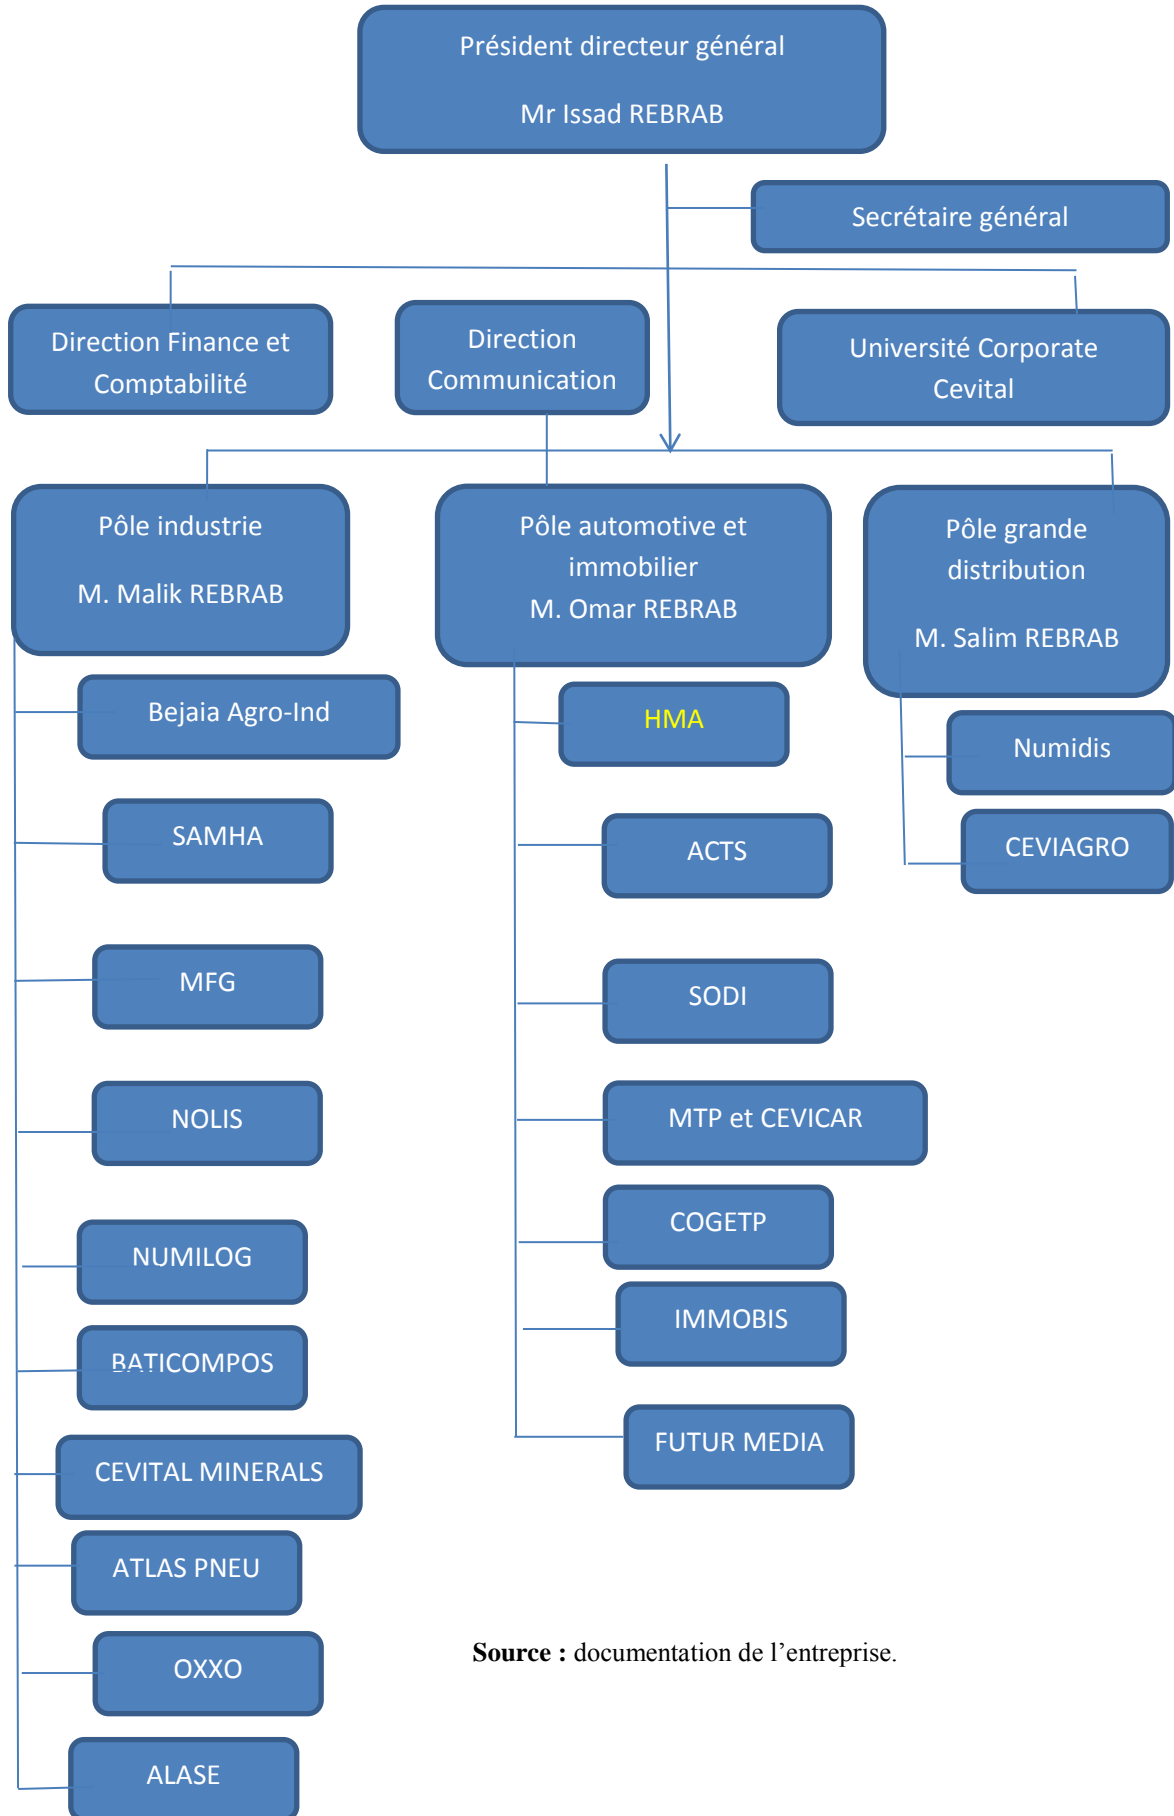 Président directeur général
Mr Issad REBRAB
Secrétaire général
Direction Finance et
Comptabilité
Direction
Communication
Université Corporate
Cevital
Pôle industrie
M. Malik REBRAB
Pôle automotive et
immobilier
M. Omar REBRAB
Pôle grande
distribution
M. Salim REBRAB
Bejaia Agro-Ind
SAMHA
MFG
NOLIS
NUMILOG
BATICOMPOS
CEVITAL MINERALS
ATLAS PNEU
OXXO
ALASE
HMA
ACTS
SODI
MTP et CEVICAR
COGETP
IMMOBIS
FUTUR MEDIA
Numidis
CEVIAGRO
Source : documentation de l’entreprise.